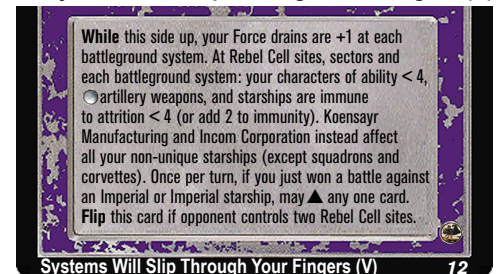 While this side up, your Force drains are +1 at each
battleground system. At Rebel Cell sites, sectors and
each battleground system: your characters of ability < 4,
artillery weapons, and starships are immune
to attrition < 4 (or add 2 to immunity). Koensayr
Manufacturing and Incom Corporation instead affect
all your non-unique starships (except squadrons and
corvettes). Once per turn, if you just won a battle against
an Imperial or Imperial starship, may ▲ any one card.
Flip this card if opponent controls two Rebel Cell sites.
Systems Will Slip Through Your Fingers (V) 12